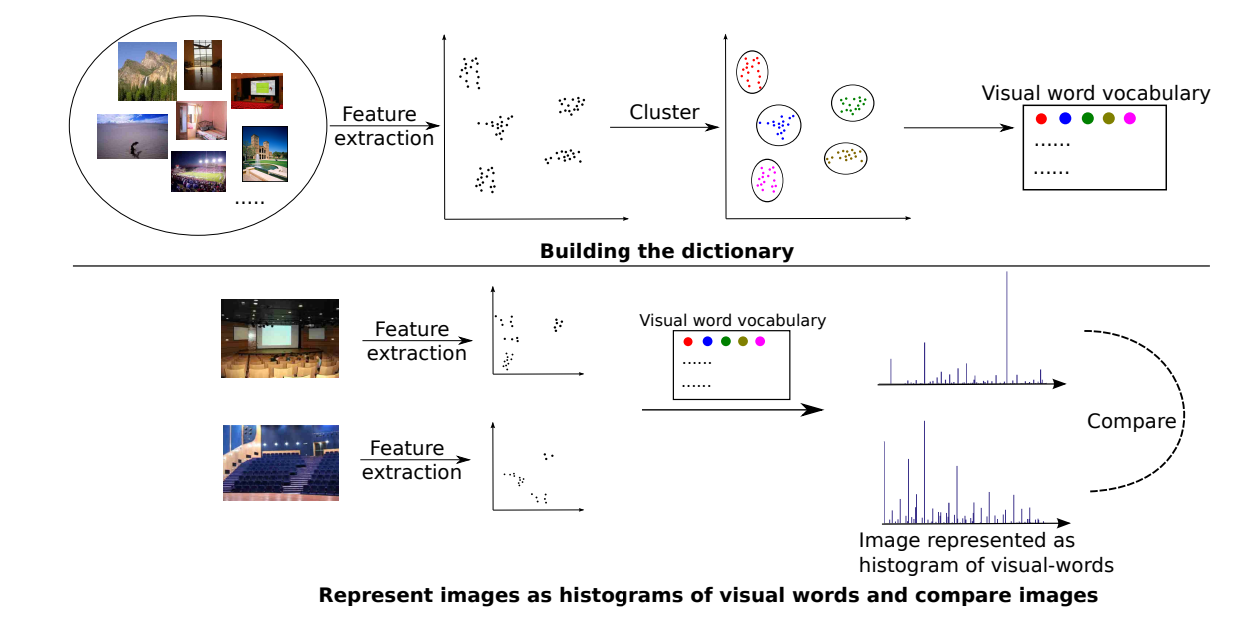 Feature
extraction
.....
Cluster
Visual word vocabulary
......
......
Building the dictionary
Feature
extraction
Visual word vocabulary
......
......
Feature
extraction
Compare
Image represented as
histogram of visual-words
Represent images as histograms of visual words and compare images